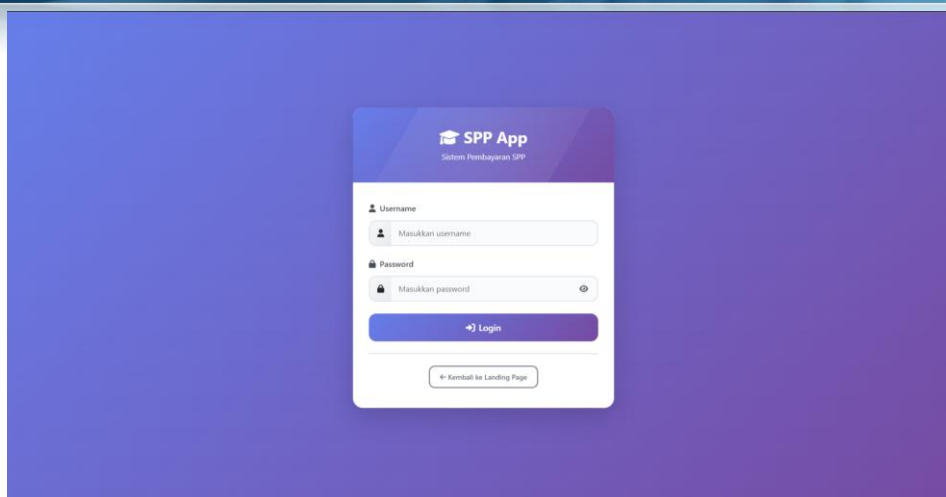 SPP App
Sistem Pembayaran SPP
Username
Masukkan username
Password
Masukkan password
Login
Kembali ke Landing Page